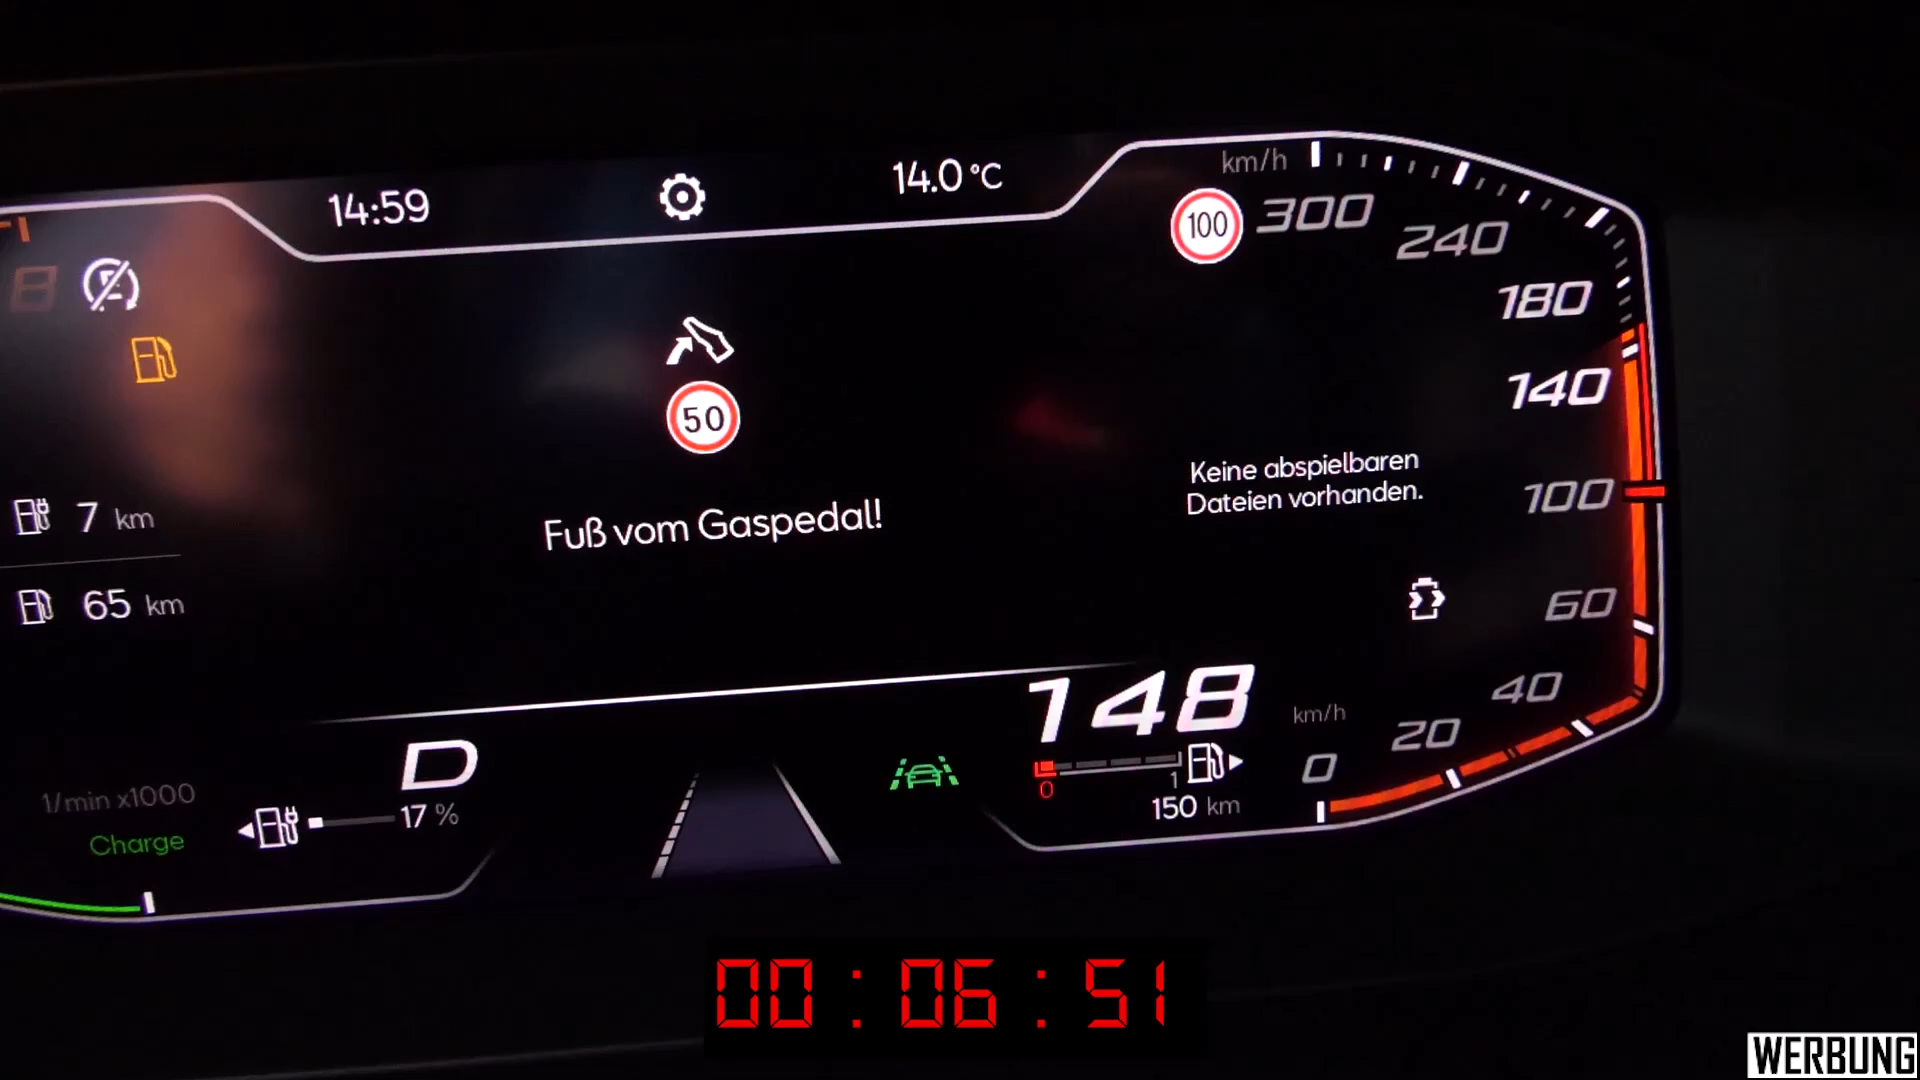 14:59
14.0 °C
km/h
100
300
240
180
140
100
60
40
20
0
8
50
Fuß vom Gaspedal!
Keine abspielbaren
Dateien vorhanden.
7 km
65 km
148 km/h
0 1
150 km
D
1/min x1000
Charge
17 %
00:06:51
WERBUNG